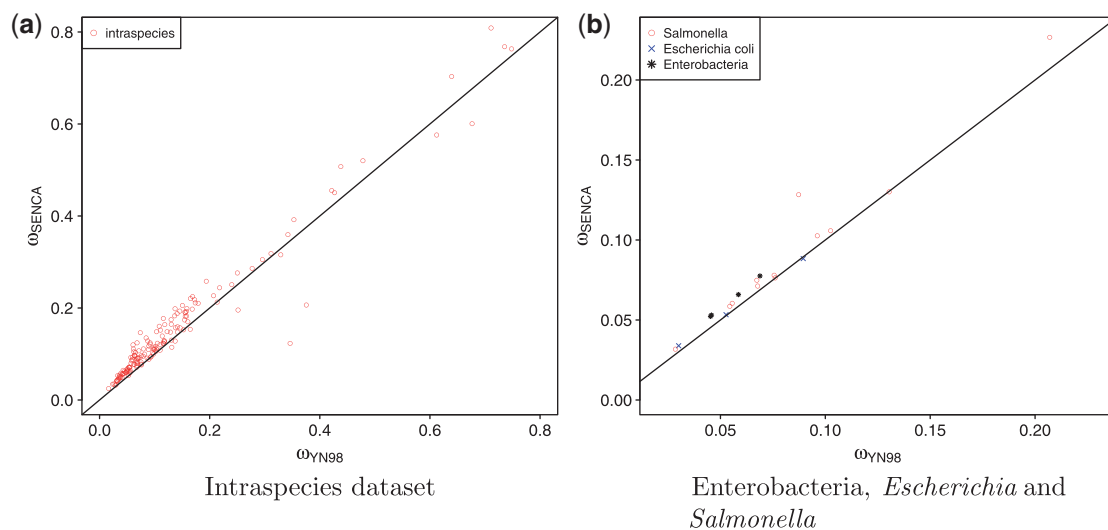 (a)
intraspecies
0.8
0.6
0.4
0.2
0.0
ωSENCA
0.0 0.2 0.4 0.6 0.8
ωYN98
Intraspecies dataset
(b)
Salmonella
Escherichia coli
Enterobacteria
0.20
0.15
0.10
0.05
0.00
ωSENCA
0.05 0.10 0.15 0.20
ωYN98
Enterobacteria, Escherichia and
Salmonella